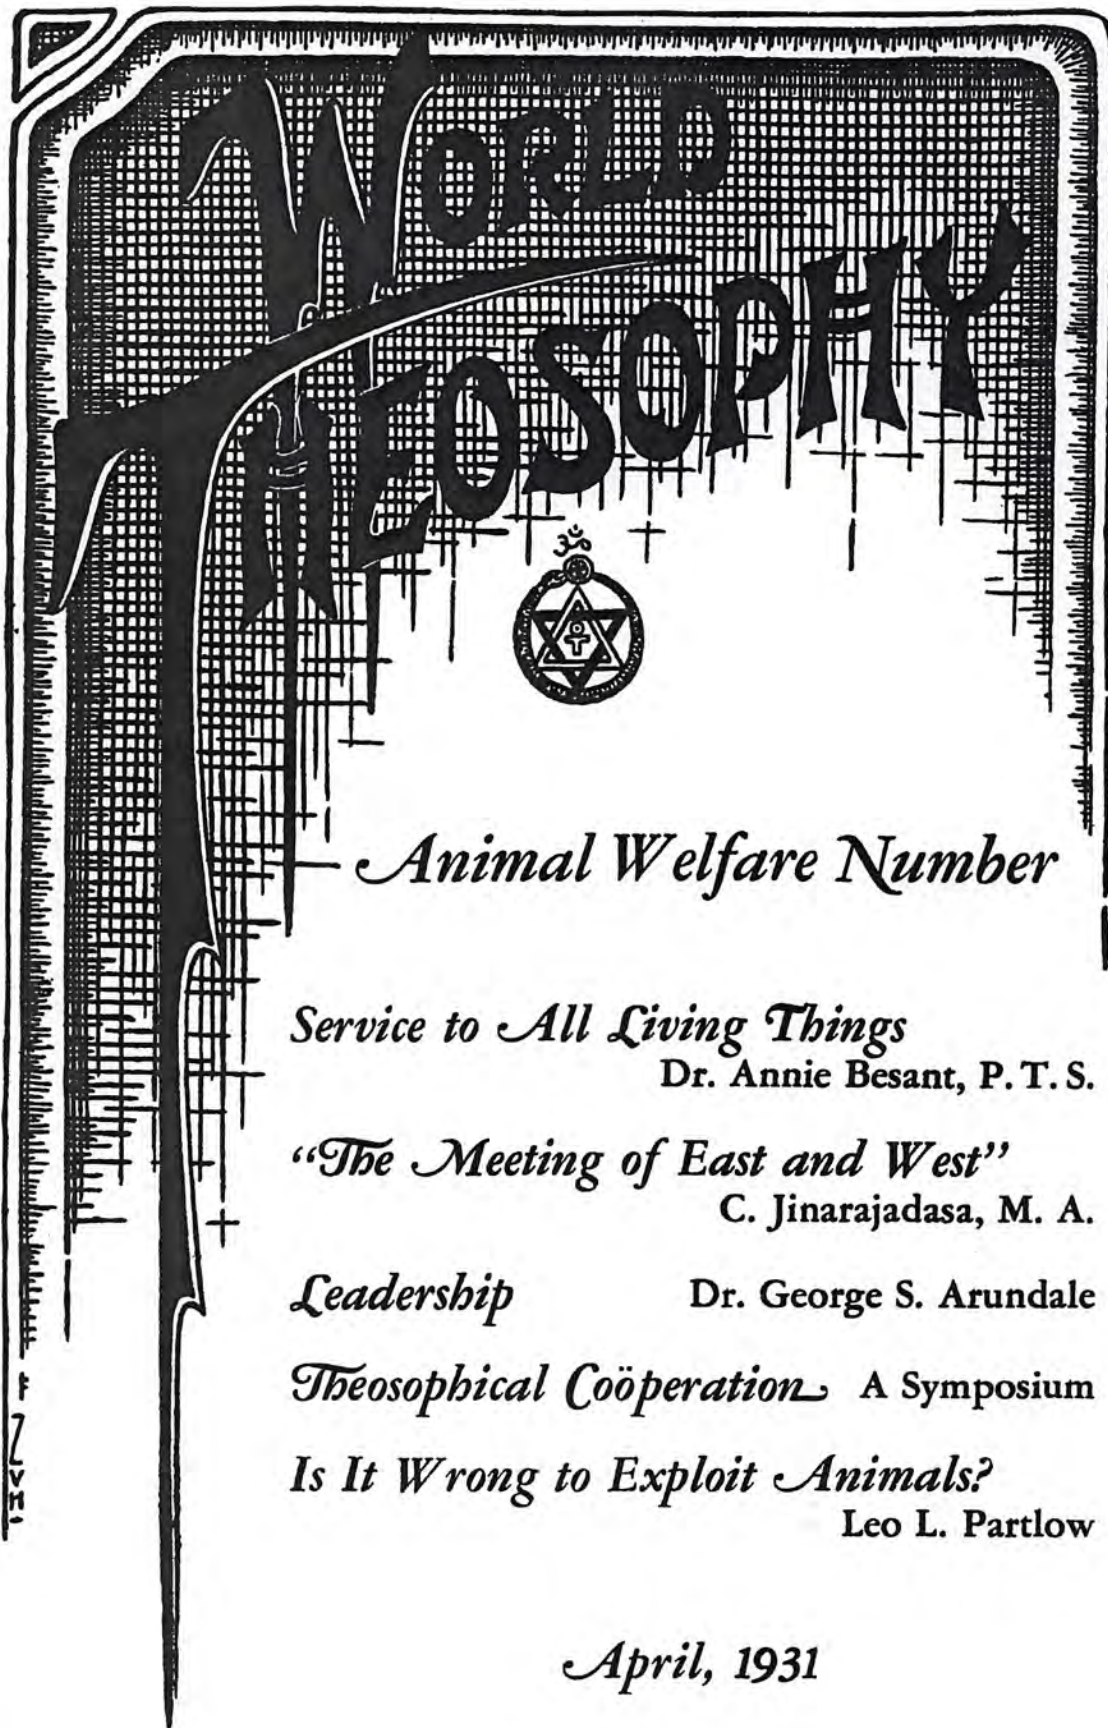 WORLD
THEOSOPHY
ॐ
Animal Welfare Number
Service to All Living Things
Dr. Annie Besant, P. T. S.
“The Meeting of East and West”
C. Jinarajadasa, M. A.
Leadership Dr. George S. Arundale
Theosophical Coöperation A Symposium
Is It Wrong to Exploit Animals?
Leo L. Partlow
April, 1931